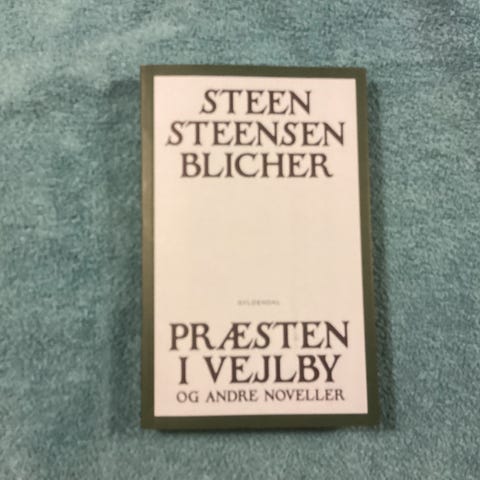 STEEN
STEENSEN
BLICHER
GYLDENDAL
PRÆSTEN
I VEJLBY
OG ANDRE NOVELLER